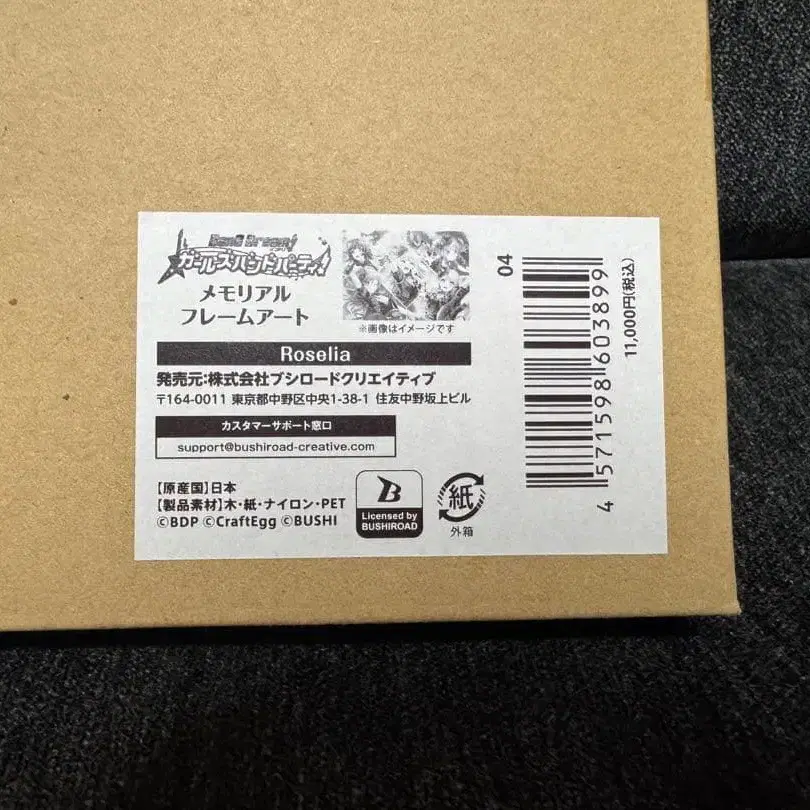 BanG Dream!
ガールズバンドパーティ!
メモリアル
フレームアート
※画像はイメージです
Roselia
発売元:株式会社ブシロードクリエイティブ
〒164-0011 東京都中野区中央1-38-1 住友中野坂上ビル
カスタマーサポート窓口
support@bushiroad-creative.com
【原産国】日本
【製品素材】木・紙・ナイロン・PET
©BDP ©CraftEgg ©BUSHI
B
Licensed by
BUSHIROAD
紙
外箱
04
4 571598 603899
11,000円(税込)